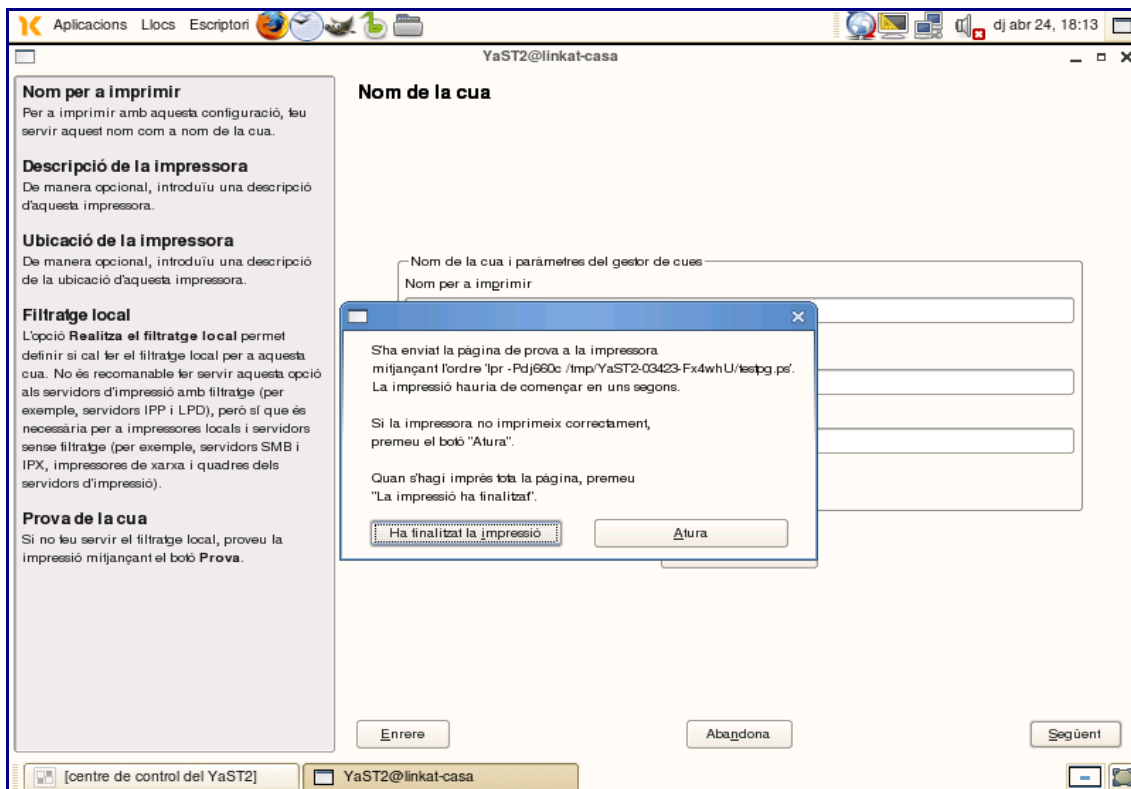 Aplicacions Llocs Escriptori
dj abr 24, 18:13
YaST2@linkat-casa
Nom per a imprimir
Per a imprimir amb aquesta configuració, feu
servir aquest nom com a nom de la cua.
Descripció de la impressora
De manera opcional, introduïu una descripció
d'aquesta impressora.
Ubicació de la impressora
De manera opcional, introduïu una descripció
de la ubicació d'aquesta impressora.
Filtratge local
L'opció Realitza el filtratge local permet
definir si cal fer el filtratge local per a aquesta
cua. No és recomanable fer servir aquesta opció
als servidors d'impressió amb filtratge (per
exemple, servidors IPP i LPD), però sí que és
necessària per a impressores locals i servidors
sense filtratge (per exemple, servidors SMB i
IPX, impressores de xarxa i quadres dels
servidors d'impressió).
Prova de la cua
Si no feu servir el filtratge local, proveu la
impressió mitjançant el botó Prova.
Nom de la cua
Nom de la cua i paràmetres del gestor de cues
Nom per a imprimir
S'ha enviat la pàgina de prova a la impressora
mitjançant l'ordre 'lpr -Pdj660c /tmp/YaST2-03423-Fx4whU/testpg.ps'.
La impressió hauria de començar en uns segons.
Si la impressora no imprimeix correctament,
premeu el botó "Atura".
Quan s'hagi imprès tota la pàgina, premeu
"La impressió ha finalitzat".
Ha finalitzat la impressió
Atura
Enrere
Abandona
Següent
[centre de control del YaST2]
YaST2@linkat-casa